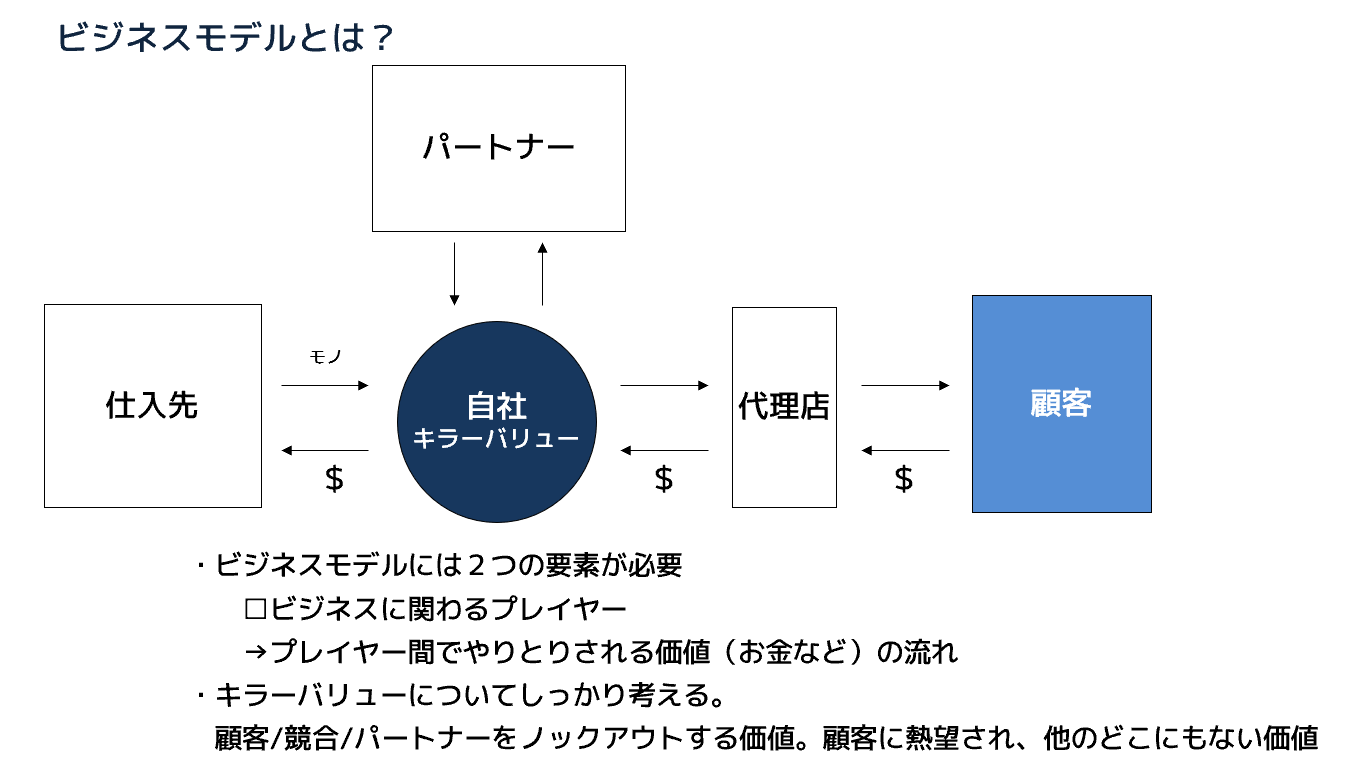 ビジネスモデルとは？
パートナー
仕入先
モノ
$
自社
キラーバリュー
$
代理店
$
顧客
・ビジネスモデルには２つの要素が必要
□ビジネスに関わるプレイヤー
→プレイヤー間でやりとりされる価値（お金など）の流れ
・キラーバリューについてしっかり考える。
顧客/競合/パートナーをノックアウトする価値。顧客に熱望され、他のどこにもない価値